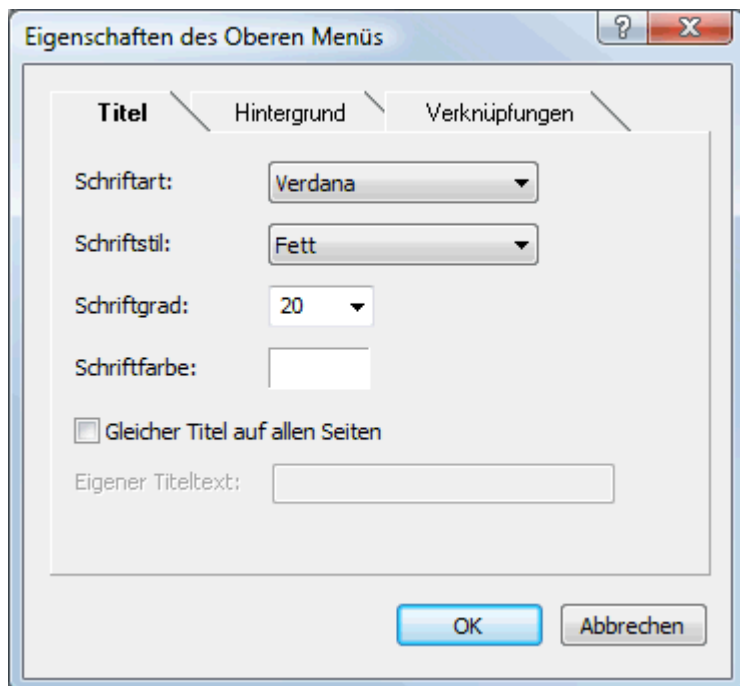 Eigenschaften des Oberen Menüs
Titel Hintergrund Verknüpfungen
Schriftart: Verdana
Schriftstil: Fett
Schriftgrad: 20
Schriftfarbe:
Gleicher Titel auf allen Seiten
Eigener Titeltext:
OK Abbrechen